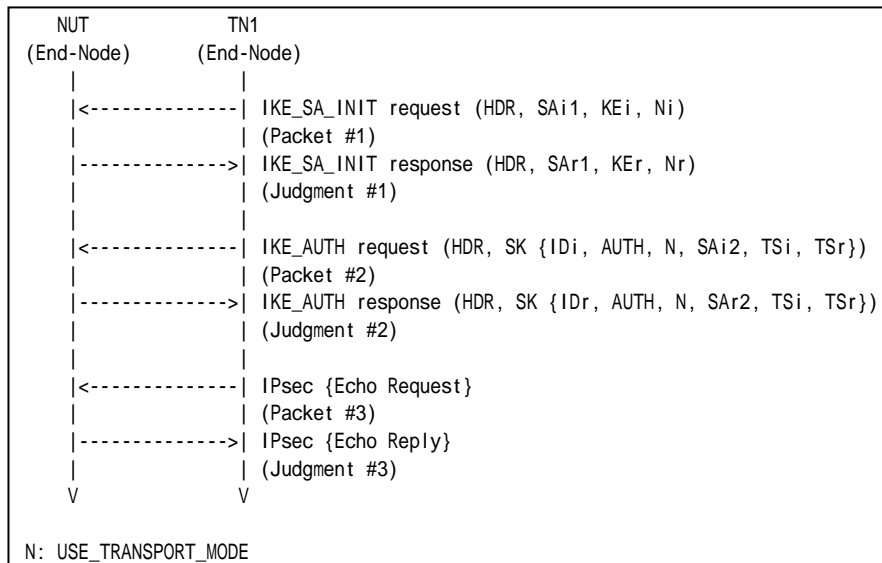 NUT TN1
(End-Node) (End-Node)
| |
|<--------------| IKE_SA_INIT request (HDR, SAi1, KEi, Ni)
| | (Packet #1)
|-------------->| IKE_SA_INIT response (HDR, SAr1, KEr, Nr)
| | (Judgment #1)
| |
|<--------------| IKE_AUTH request (HDR, SK {IDi, AUTH, N, SAi2, TSi, TSr})
| | (Packet #2)
|-------------->| IKE_AUTH response (HDR, SK {IDr, AUTH, N, SAr2, TSi, TSr})
| | (Judgment #2)
| |
|<--------------| IPsec {Echo Request}
| | (Packet #3)
|-------------->| IPsec {Echo Reply}
| | (Judgment #3)
V V
N: USE_TRANSPORT_MODE